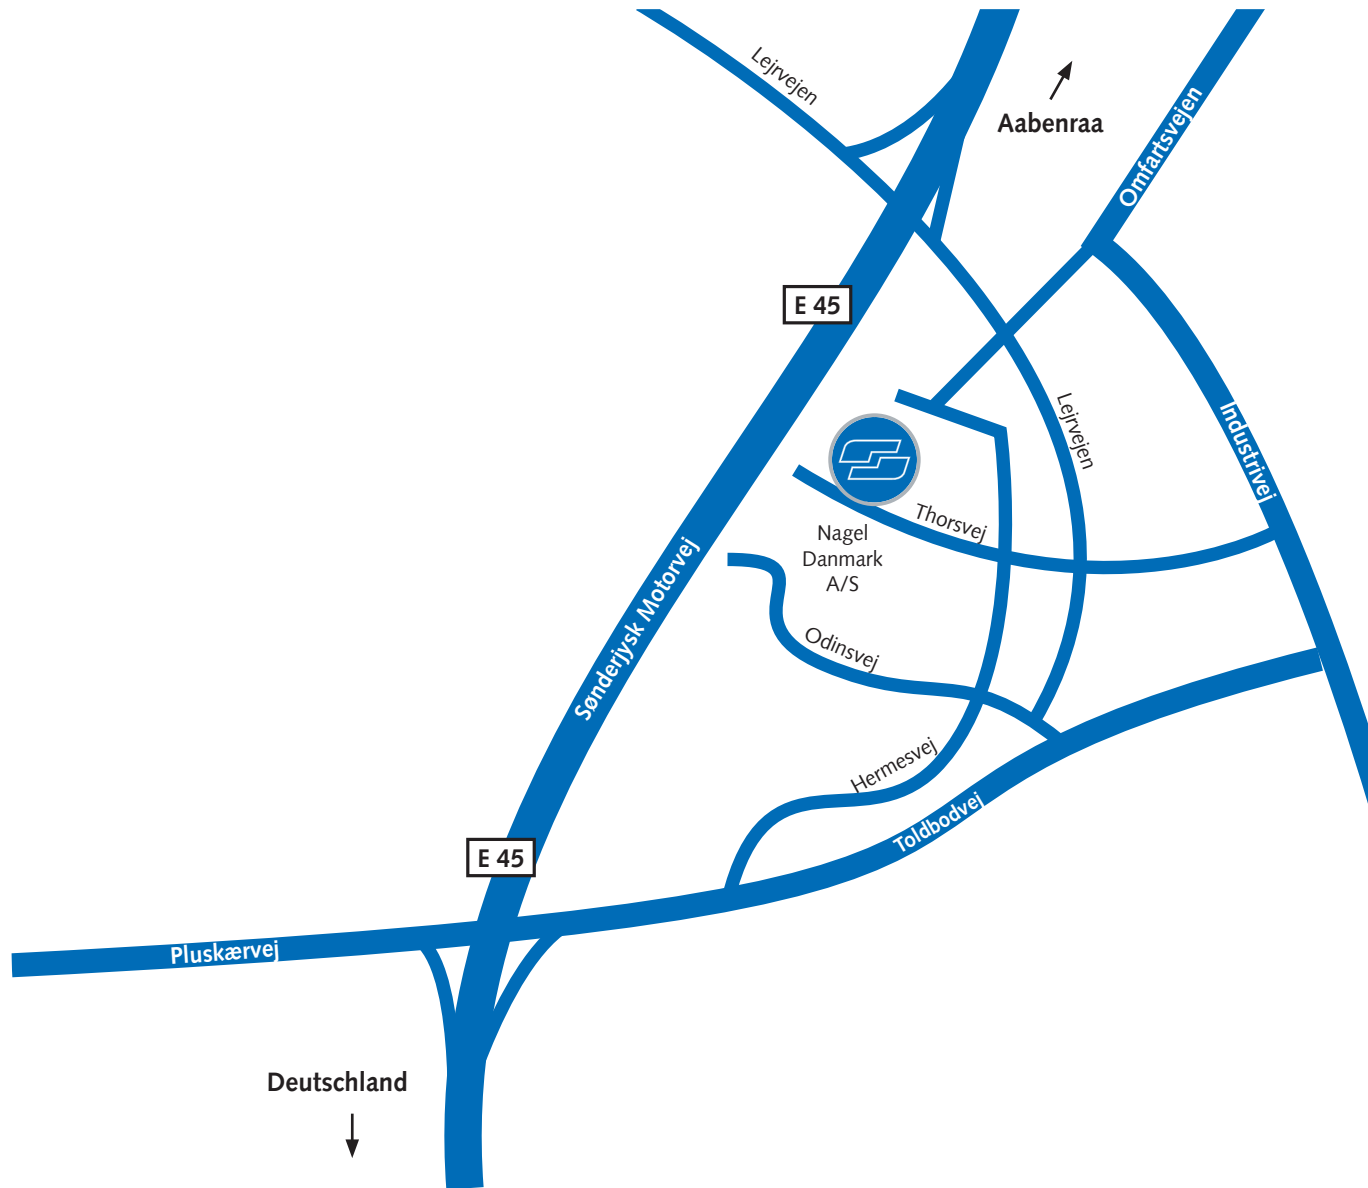 Lejrvejen
Aabenraa
Omfartsvejen
E 45
Lejrvejen
Industrivej
Thorsvej
Nagel
Danmark
A/S
Sønderjysk Motorvej
Odinsvej
Hermesvej
Toldbodvej
E 45
Pluskærvej
Deutschland